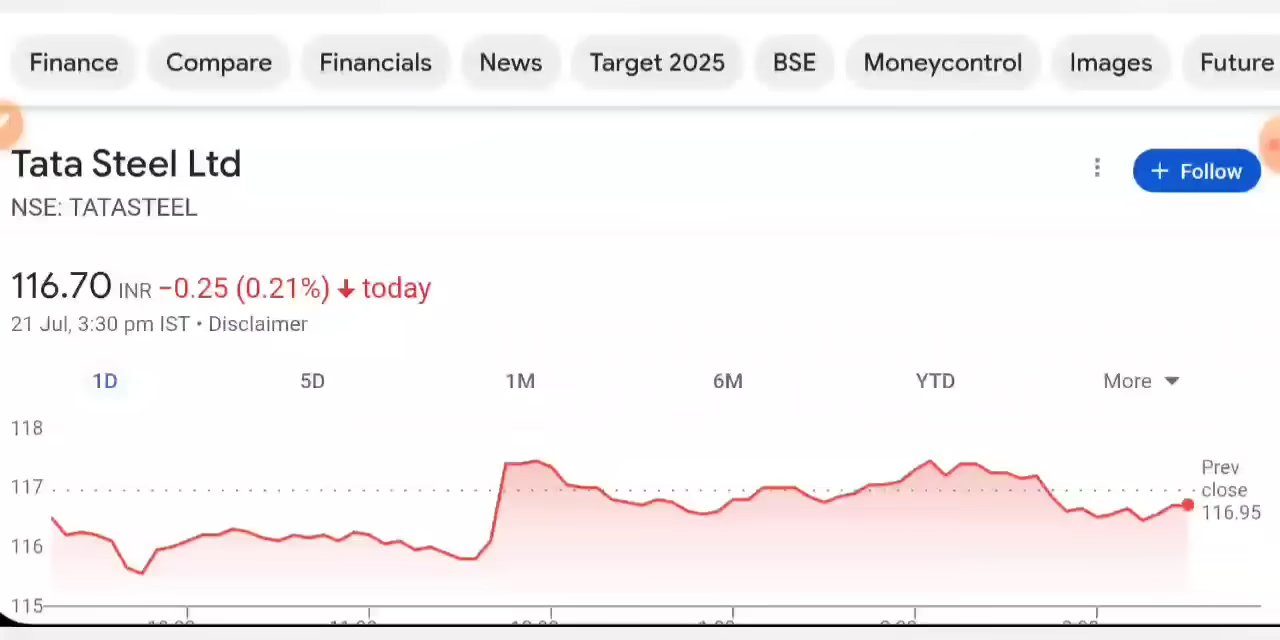 Finance Compare Financials News Target 2025 BSE Moneycontrol Images Future
Tata Steel Ltd
+ Follow
NSE: TATASTEEL
116.70 INR −0.25 (0.21%) ↓ today
21 Jul, 3:30 pm IST • Disclaimer
1D 5D 1M 6M YTD More
118
117
116
115
Prev
close
116.95